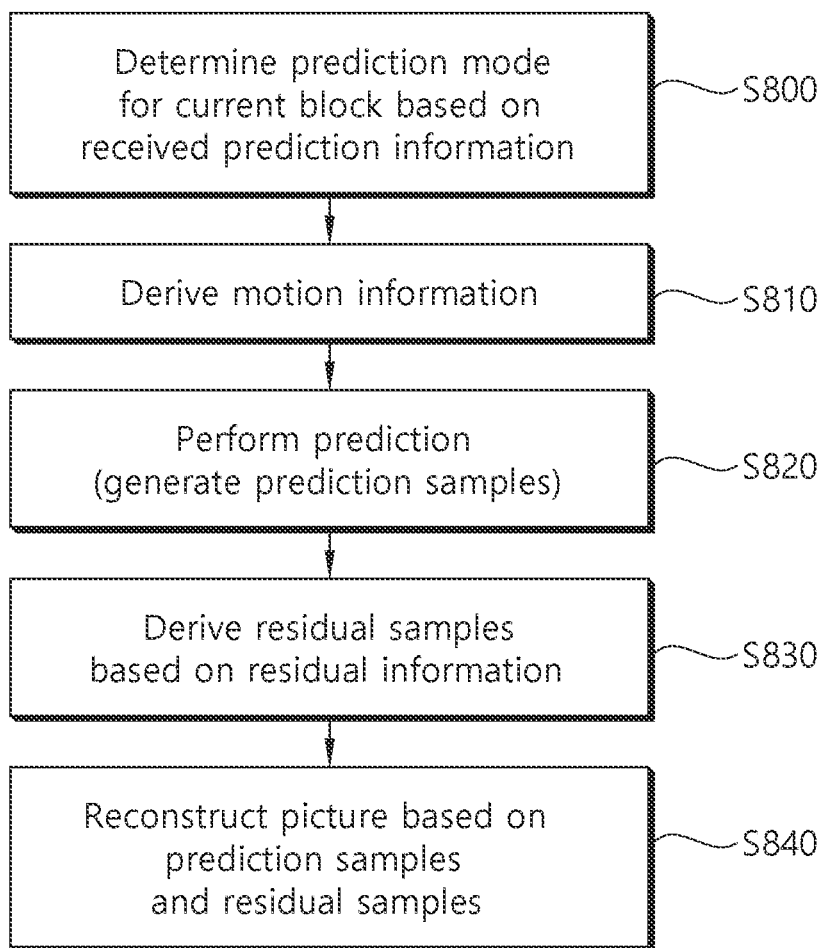 Determine prediction mode
for current block based on
received prediction information
S800
Derive motion information
S810
Perform prediction
(generate prediction samples)
S820
Derive residual samples
based on residual information
S830
Reconstruct picture based on
prediction samples
and residual samples
S840